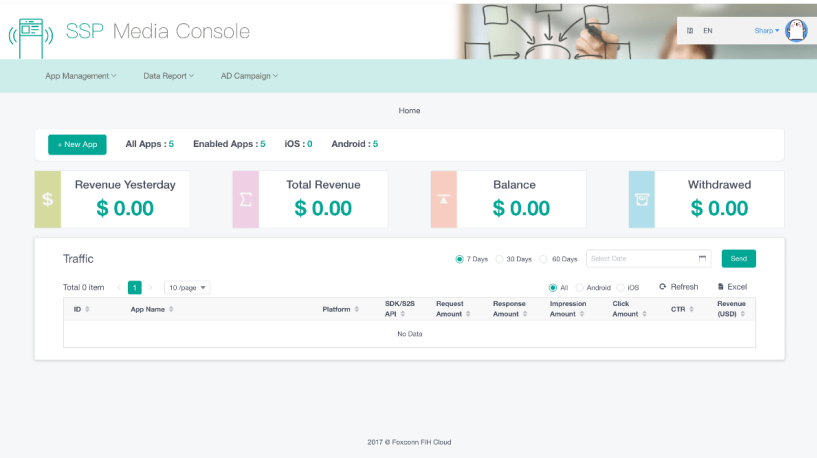 SSP Media Console
EN
Sharp
App Management
Data Report
AD Campaign
Home
+ New App
All Apps : 5
Enabled Apps : 5
iOS : 0
Android : 5
Revenue Yesterday
$ 0.00
Total Revenue
$ 0.00
Balance
$ 0.00
Withdrawed
$ 0.00
Traffic
7 Days
30 Days
60 Days
Select Date
Send
Total 0 item
1
10 /page
All
Android
iOS
Refresh
Excel
ID
App Name
Platform
SDK/S2S
API
Request
Amount
Response
Amount
Impression
Amount
Click
Amount
CTR
Revenue
(USD)
No Data
2017 @ Foxconn FIH Cloud